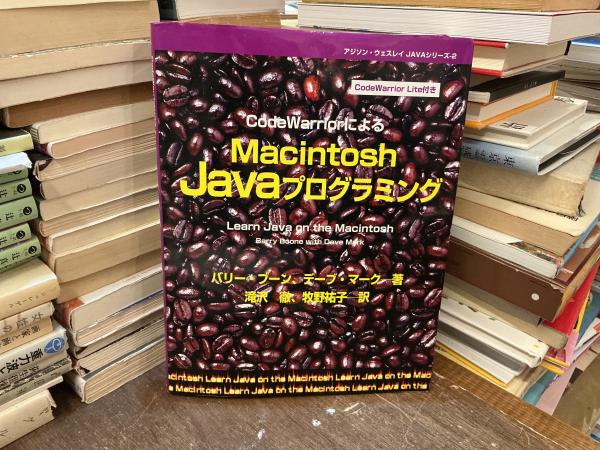 アジソン・ウェスレイ JAVAシリーズ-2
CodeWarrior Lite付き
CodeWarriorによる
Macintosh
Javaプログラミング
Learn Java on the Macintosh
Barry Boone with Dave Mark
バリー・ブーン、デーブ・マーク 著
滝沢 徹、牧野祐子 訳
acintosh Learn Java on the Macintosh Learn Java on the Mac
a Macintosh Learn Java on the Macintosh Learn Java on the
重力波